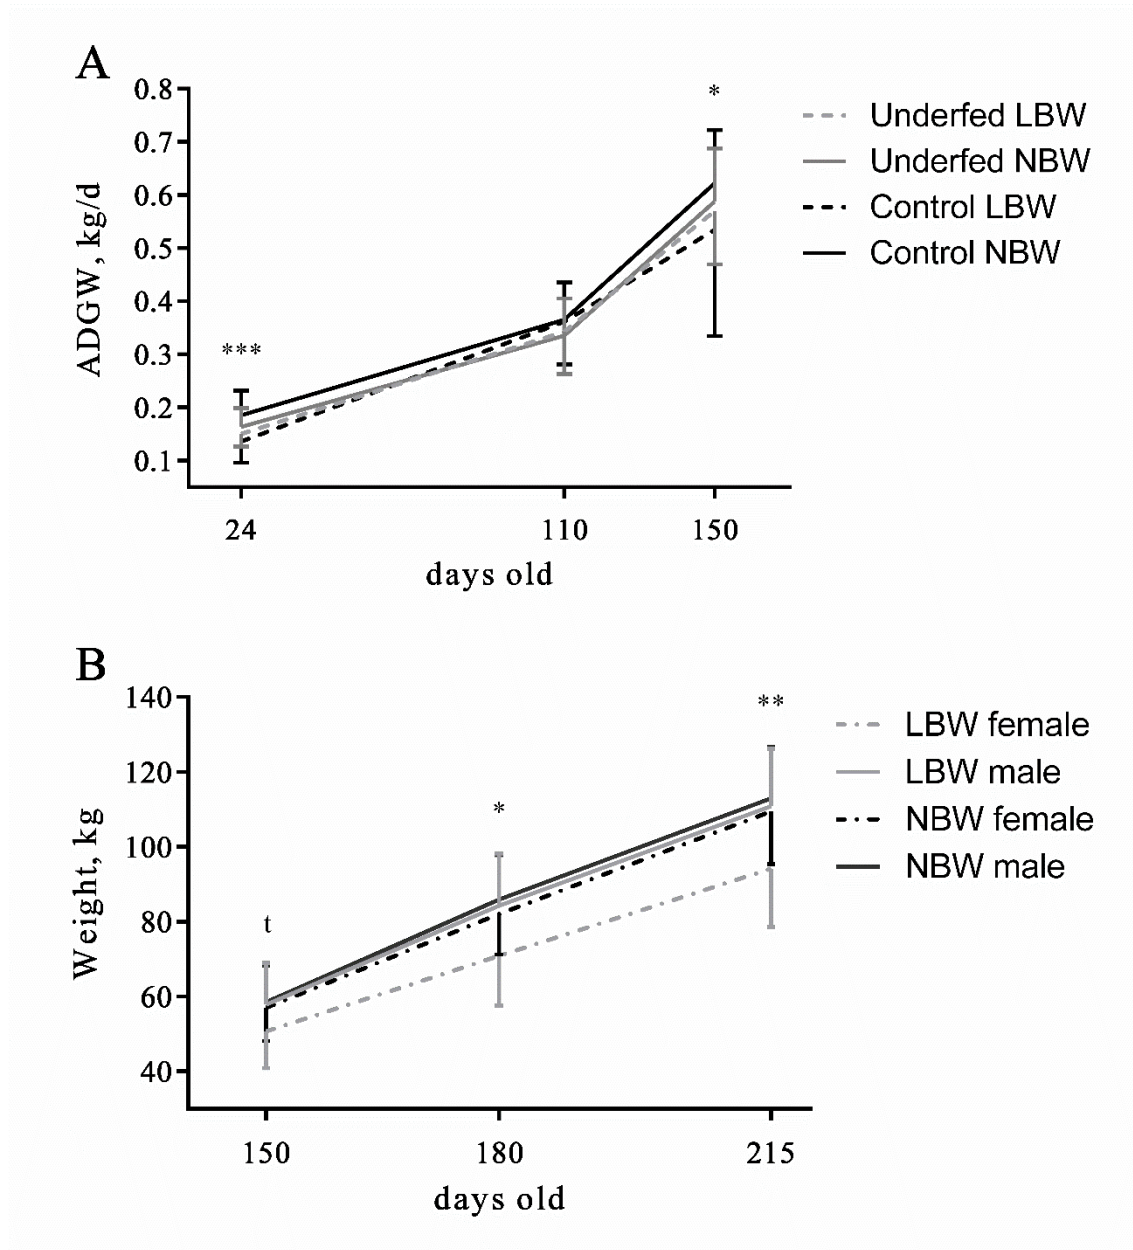 A
0.8
0.7
0.6
0.5
0.4
0.3
0.2
0.1
ADGW, kg/d
***
*
24 110 150
days old
Underfed LBW
Underfed NBW
Control LBW
Control NBW
B
140
120
100
80
60
40
Weight, kg
t
*
**
150 180 215
days old
LBW female
LBW male
NBW female
NBW male